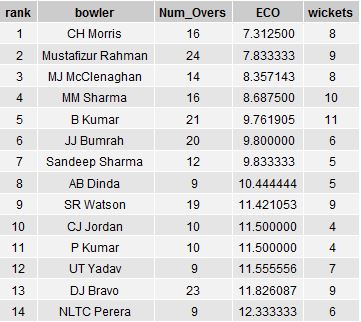 rank bowler Num_Overs ECO wickets
1 CH Morris 16 7.312500 8
2 Mustafizur Rahman 24 7.833333 9
3 MJ McClenaghan 14 8.357143 8
4 MM Sharma 16 8.687500 10
5 B Kumar 21 9.761905 11
6 JJ Bumrah 20 9.800000 6
7 Sandeep Sharma 12 9.833333 5
8 AB Dinda 9 10.444444 5
9 SR Watson 19 11.421053 9
10 CJ Jordan 10 11.500000 4
11 P Kumar 10 11.500000 4
12 UT Yadav 9 11.555556 7
13 DJ Bravo 23 11.826087 9
14 NLTC Perera 9 12.333333 6